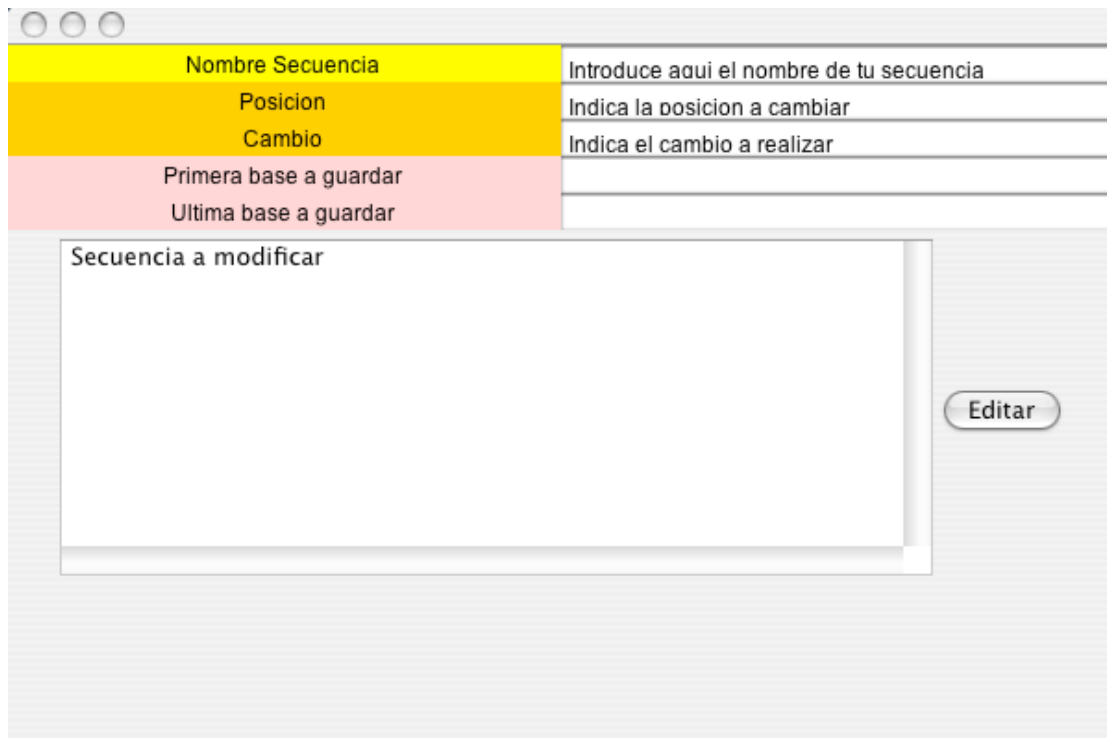 Nombre Secuencia Introduce aqui el nombre de tu secuencia
Posicion Indica la posicion a cambiar
Cambio Indica el cambio a realizar
Primera base a guardar
Ultima base a guardar
Secuencia a modificar
Editar